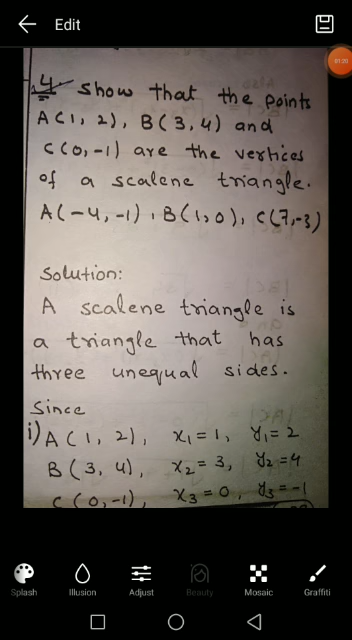 Edit
01:20
4 Show that the points
A(1, 2), B(3, 4) and
C(0, -1) are the vertices
of a scalene triangle.
A(-4, -1), B(1, 0), C(7, -3)
Solution:
A scalene triangle is
a triangle that has
three unequal sides.
Since
i) A(1, 2), x₁ = 1, y₁ = 2
B(3, 4), x₂ = 3, y₂ = 4
C(0, -1), x₃ = 0, y₃ = -1
Splash Illusion Adjust Beauty Mosaic Graffiti